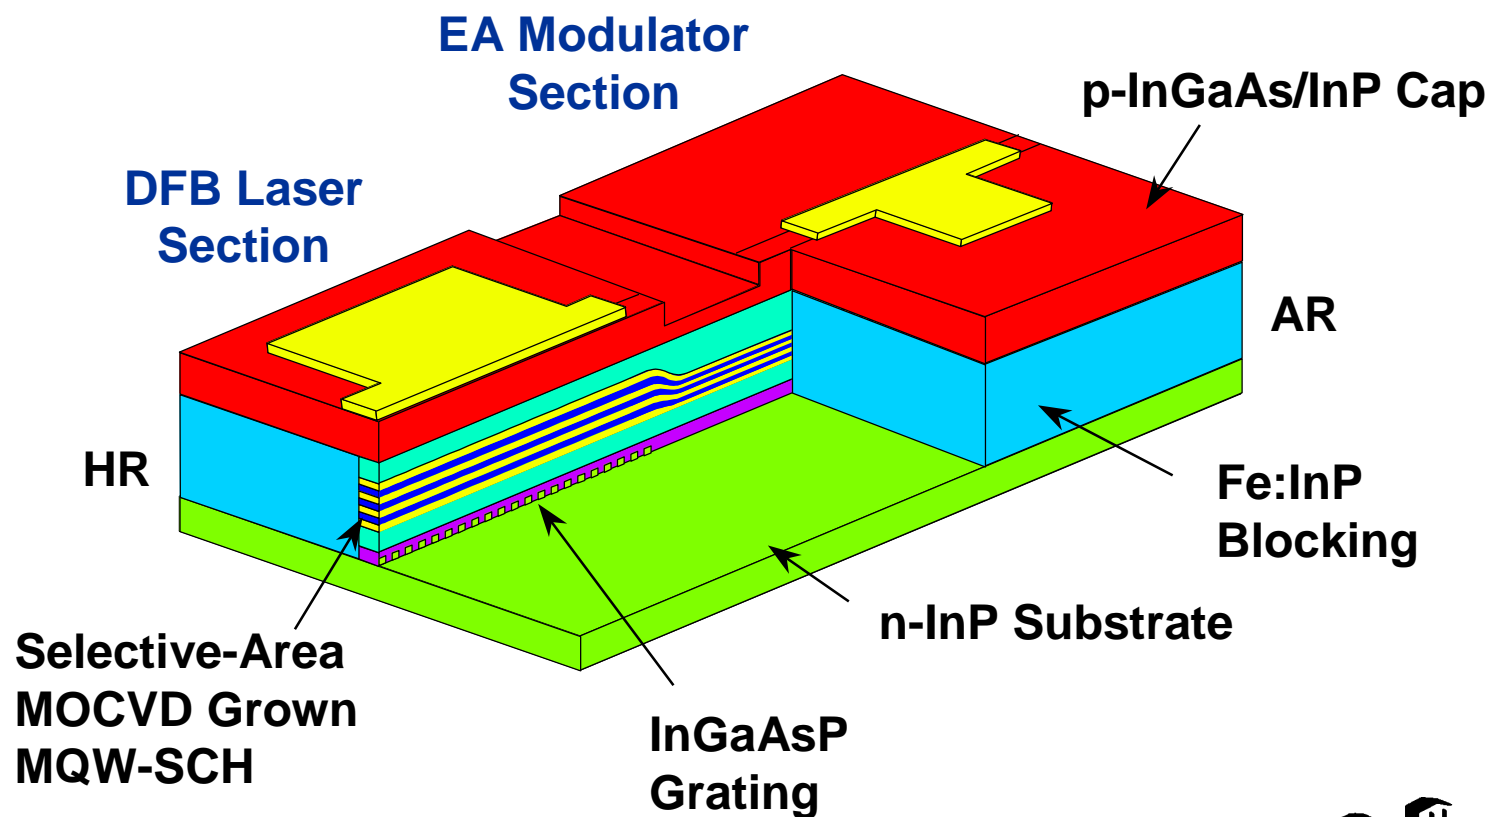 EA Modulator
Section
p-InGaAs/InP Cap
DFB Laser
Section
AR
HR
Fe:InP
Blocking
n-InP Substrate
Selective-Area
MOCVD Grown
MQW-SCH
InGaAsP
Grating